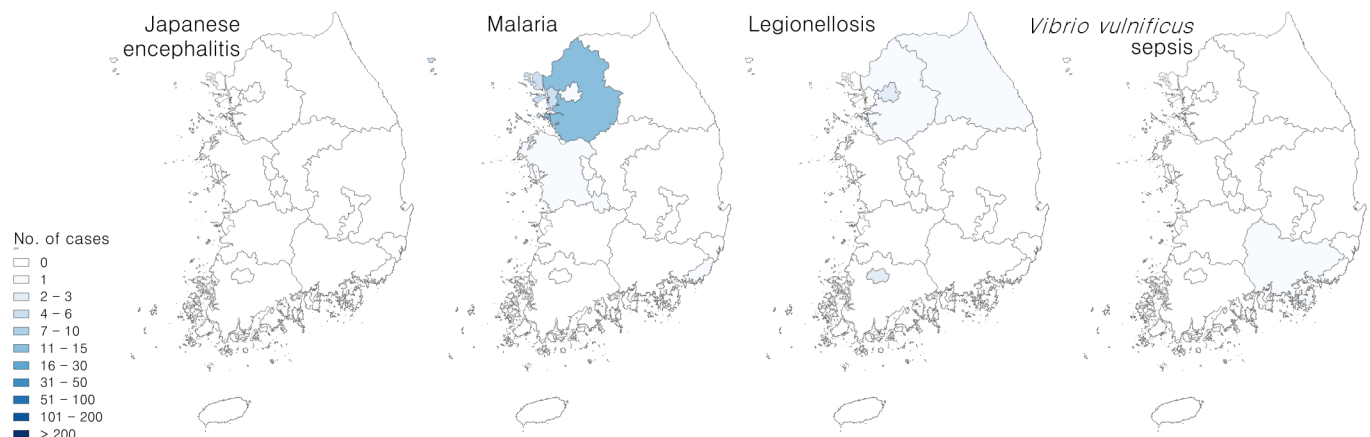 Japanese
encephalitis
Malaria
Legionellosis
Vibrio vulnificus
sepsis
No. of cases
0
1
2 – 3
4 – 6
7 – 10
11 – 15
16 – 30
31 – 50
51 – 100
101 – 200
> 200